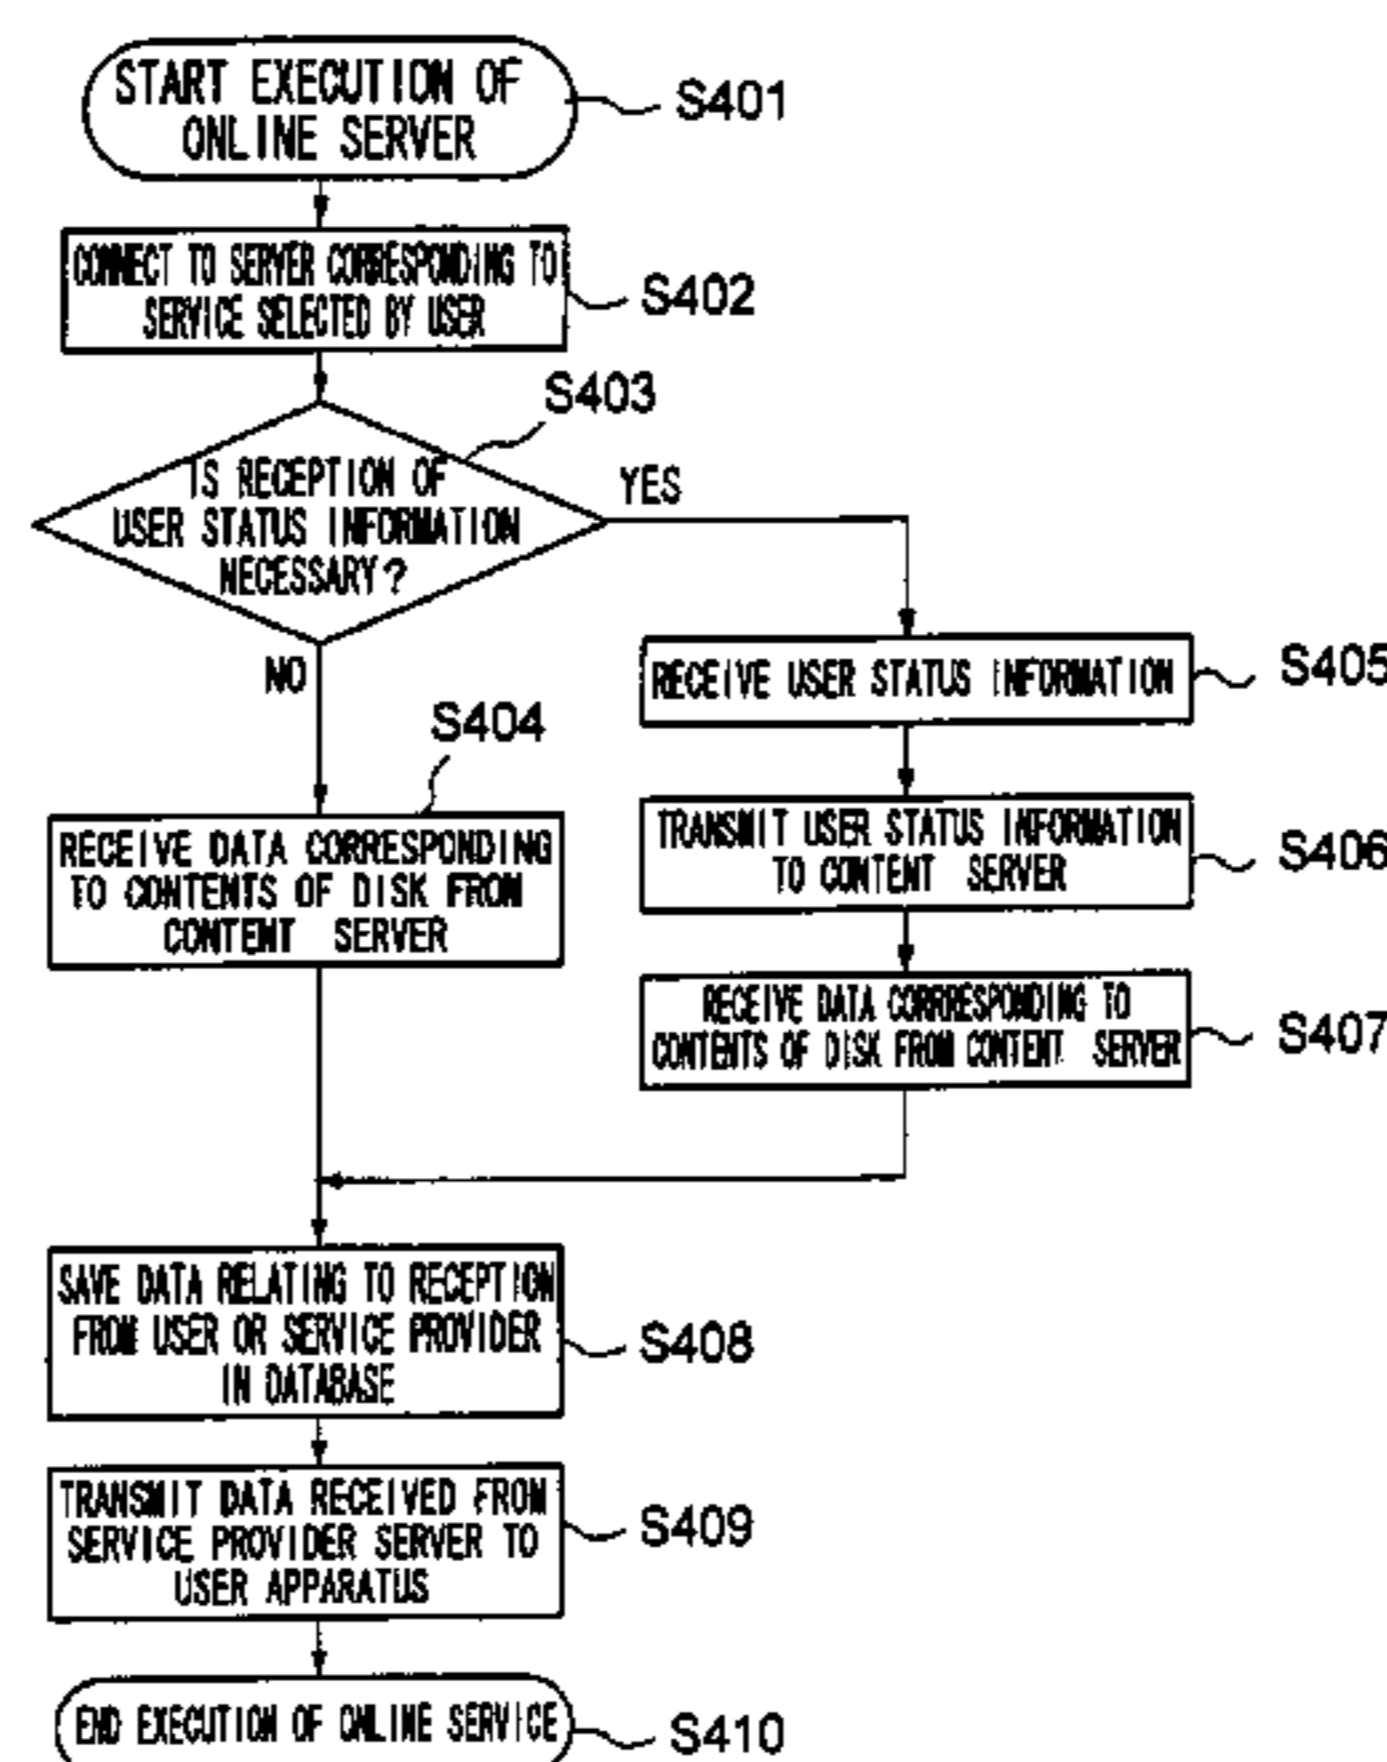 START EXECUTION OF
ONLINE SERVER
S401
CONNECT TO SERVER CORRESPONDING TO
SERVICE SELECTED BY USER
S402
S403
IS RECEPTION OF
USER STATUS INFORMATION
NECESSARY?
YES
NO
S404
RECEIVE DATA CORRESPONDING
TO CONTENTS OF DISK FROM
CONTENT SERVER
RECEIVE USER STATUS INFORMATION
S405
TRANSMIT USER STATUS INFORMATION
TO CONTENT SERVER
S406
RECEIVE DATA CORRRESPONDING TO
CONTENTS OF DISK FROM CONTENT SERVER
S407
SAVE DATA RELATING TO RECEPTION
FROM USER OR SERVICE PROVIDER
IN DATABASE
S408
TRANSMIT DATA RECEIVED FROM
SERVICE PROVIDER SERVER TO
USER APPARATUS
S409
END EXECUTION OF ONLINE SERVICE
S410